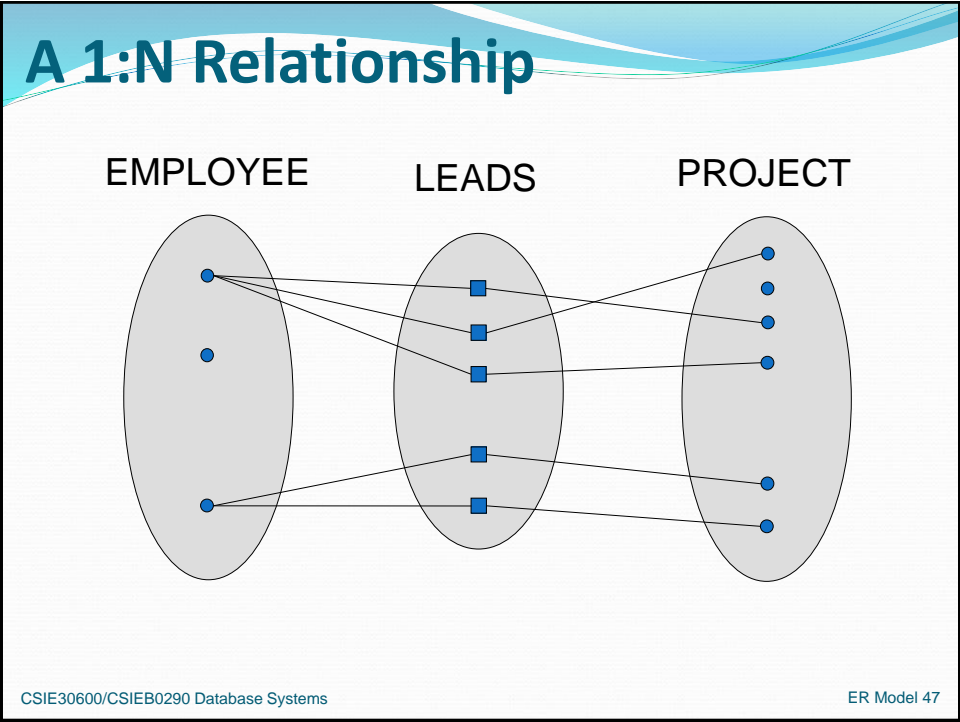 A 1:N Relationship
EMPLOYEE LEADS PROJECT
CSIE30600/CSIEB0290 Database Systems ER Model 47